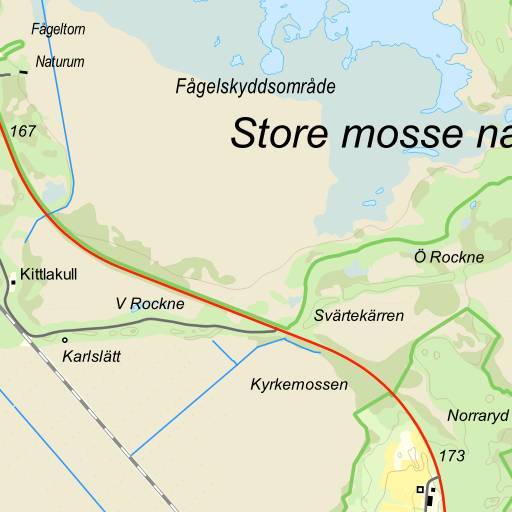 Fågeltorn
Naturum
Fågelskyddsområde
167
Store mosse na
Ö Rockne
Kittlakull
V Rockne
Svärtekärren
Karlslätt
Kyrkemossen
Norraryd
173